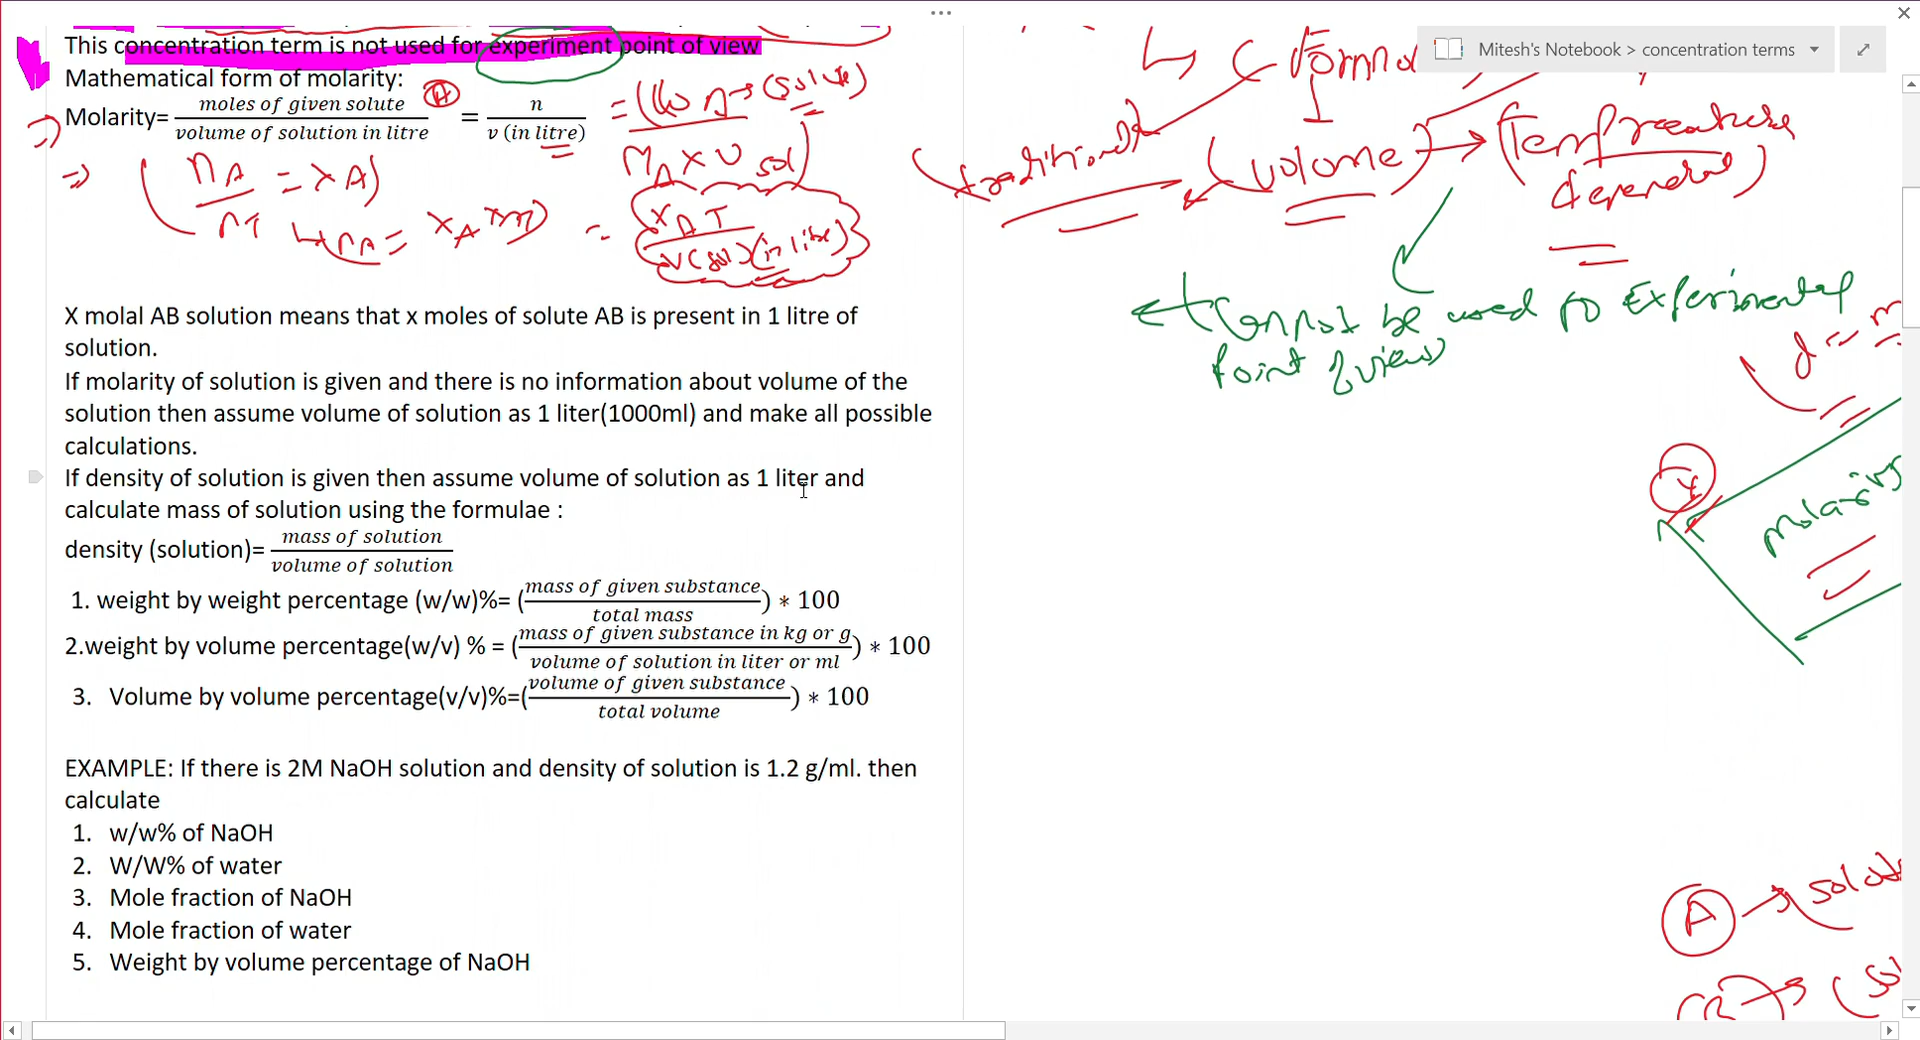 Mitesh's Notebook > concentration terms
This concentration term is not used for experiment point of view
Mathematical form of molarity:
Molarity= moles of given solute / volume of solution in litre = n / v (in litre)
(solute)
M_A x V sol
n_A / n_T = x A)
v(sol)(in litre)
(volume) → (Temperature
dependent)
(traditional)
Cannot be used to Experimental
point of view
X molal AB solution means that x moles of solute AB is present in 1 litre of
solution.
If molarity of solution is given and there is no information about volume of the
solution then assume volume of solution as 1 liter(1000ml) and make all possible
calculations.
If density of solution is given then assume volume of solution as 1 liter and
calculate mass of solution using the formulae :
density (solution)= mass of solution / volume of solution
1. weight by weight percentage (w/w)%= (mass of given substance / total mass) * 100
2.weight by volume percentage(w/v) % = (mass of given substance in kg or g / volume of solution in liter or ml) * 100
3. Volume by volume percentage(v/v)%=(volume of given substance / total volume) * 100
EXAMPLE: If there is 2M NaOH solution and density of solution is 1.2 g/ml. then
calculate
1. w/w% of NaOH
2. W/W% of water
3. Mole fraction of NaOH
4. Mole fraction of water
5. Weight by volume percentage of NaOH
A →